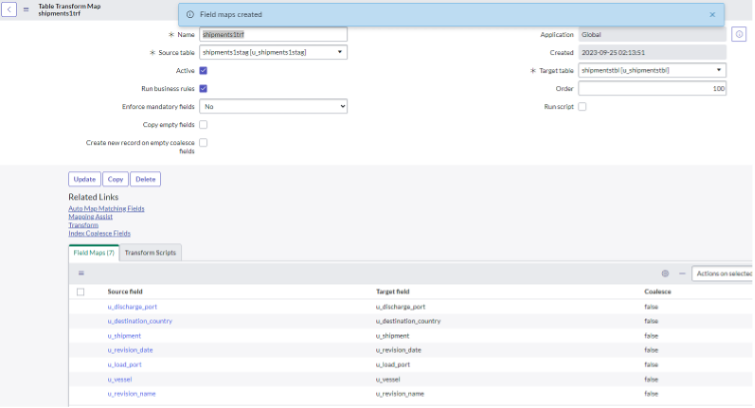 Table Transform Map
shipments1trf
Field maps created
Name shipments1trf
Application Global
Source table shipments1stag [u_shipments1stag]
Created 2023-09-25 02:13:51
Active
Target table shipmentstbl [u_shipmentstbl]
Run business rules
Order 100
Enforce mandatory fields No
Run script
Copy empty fields
Create new record on empty coalesce
fields
Update Copy Delete
Related Links
Auto Map Matching Fields
Mapping Assist
Transform
Index Coalesce Fields
Field Maps (7) Transform Scripts
Actions on selected
Source field Target field Coalesce
u_discharge_port u_discharge_port false
u_destination_country u_destination_country false
u_shipment u_shipment false
u_revision_date u_revision_date false
u_load_port u_load_port false
u_vessel u_vessel false
u_revision_name u_revision_name false